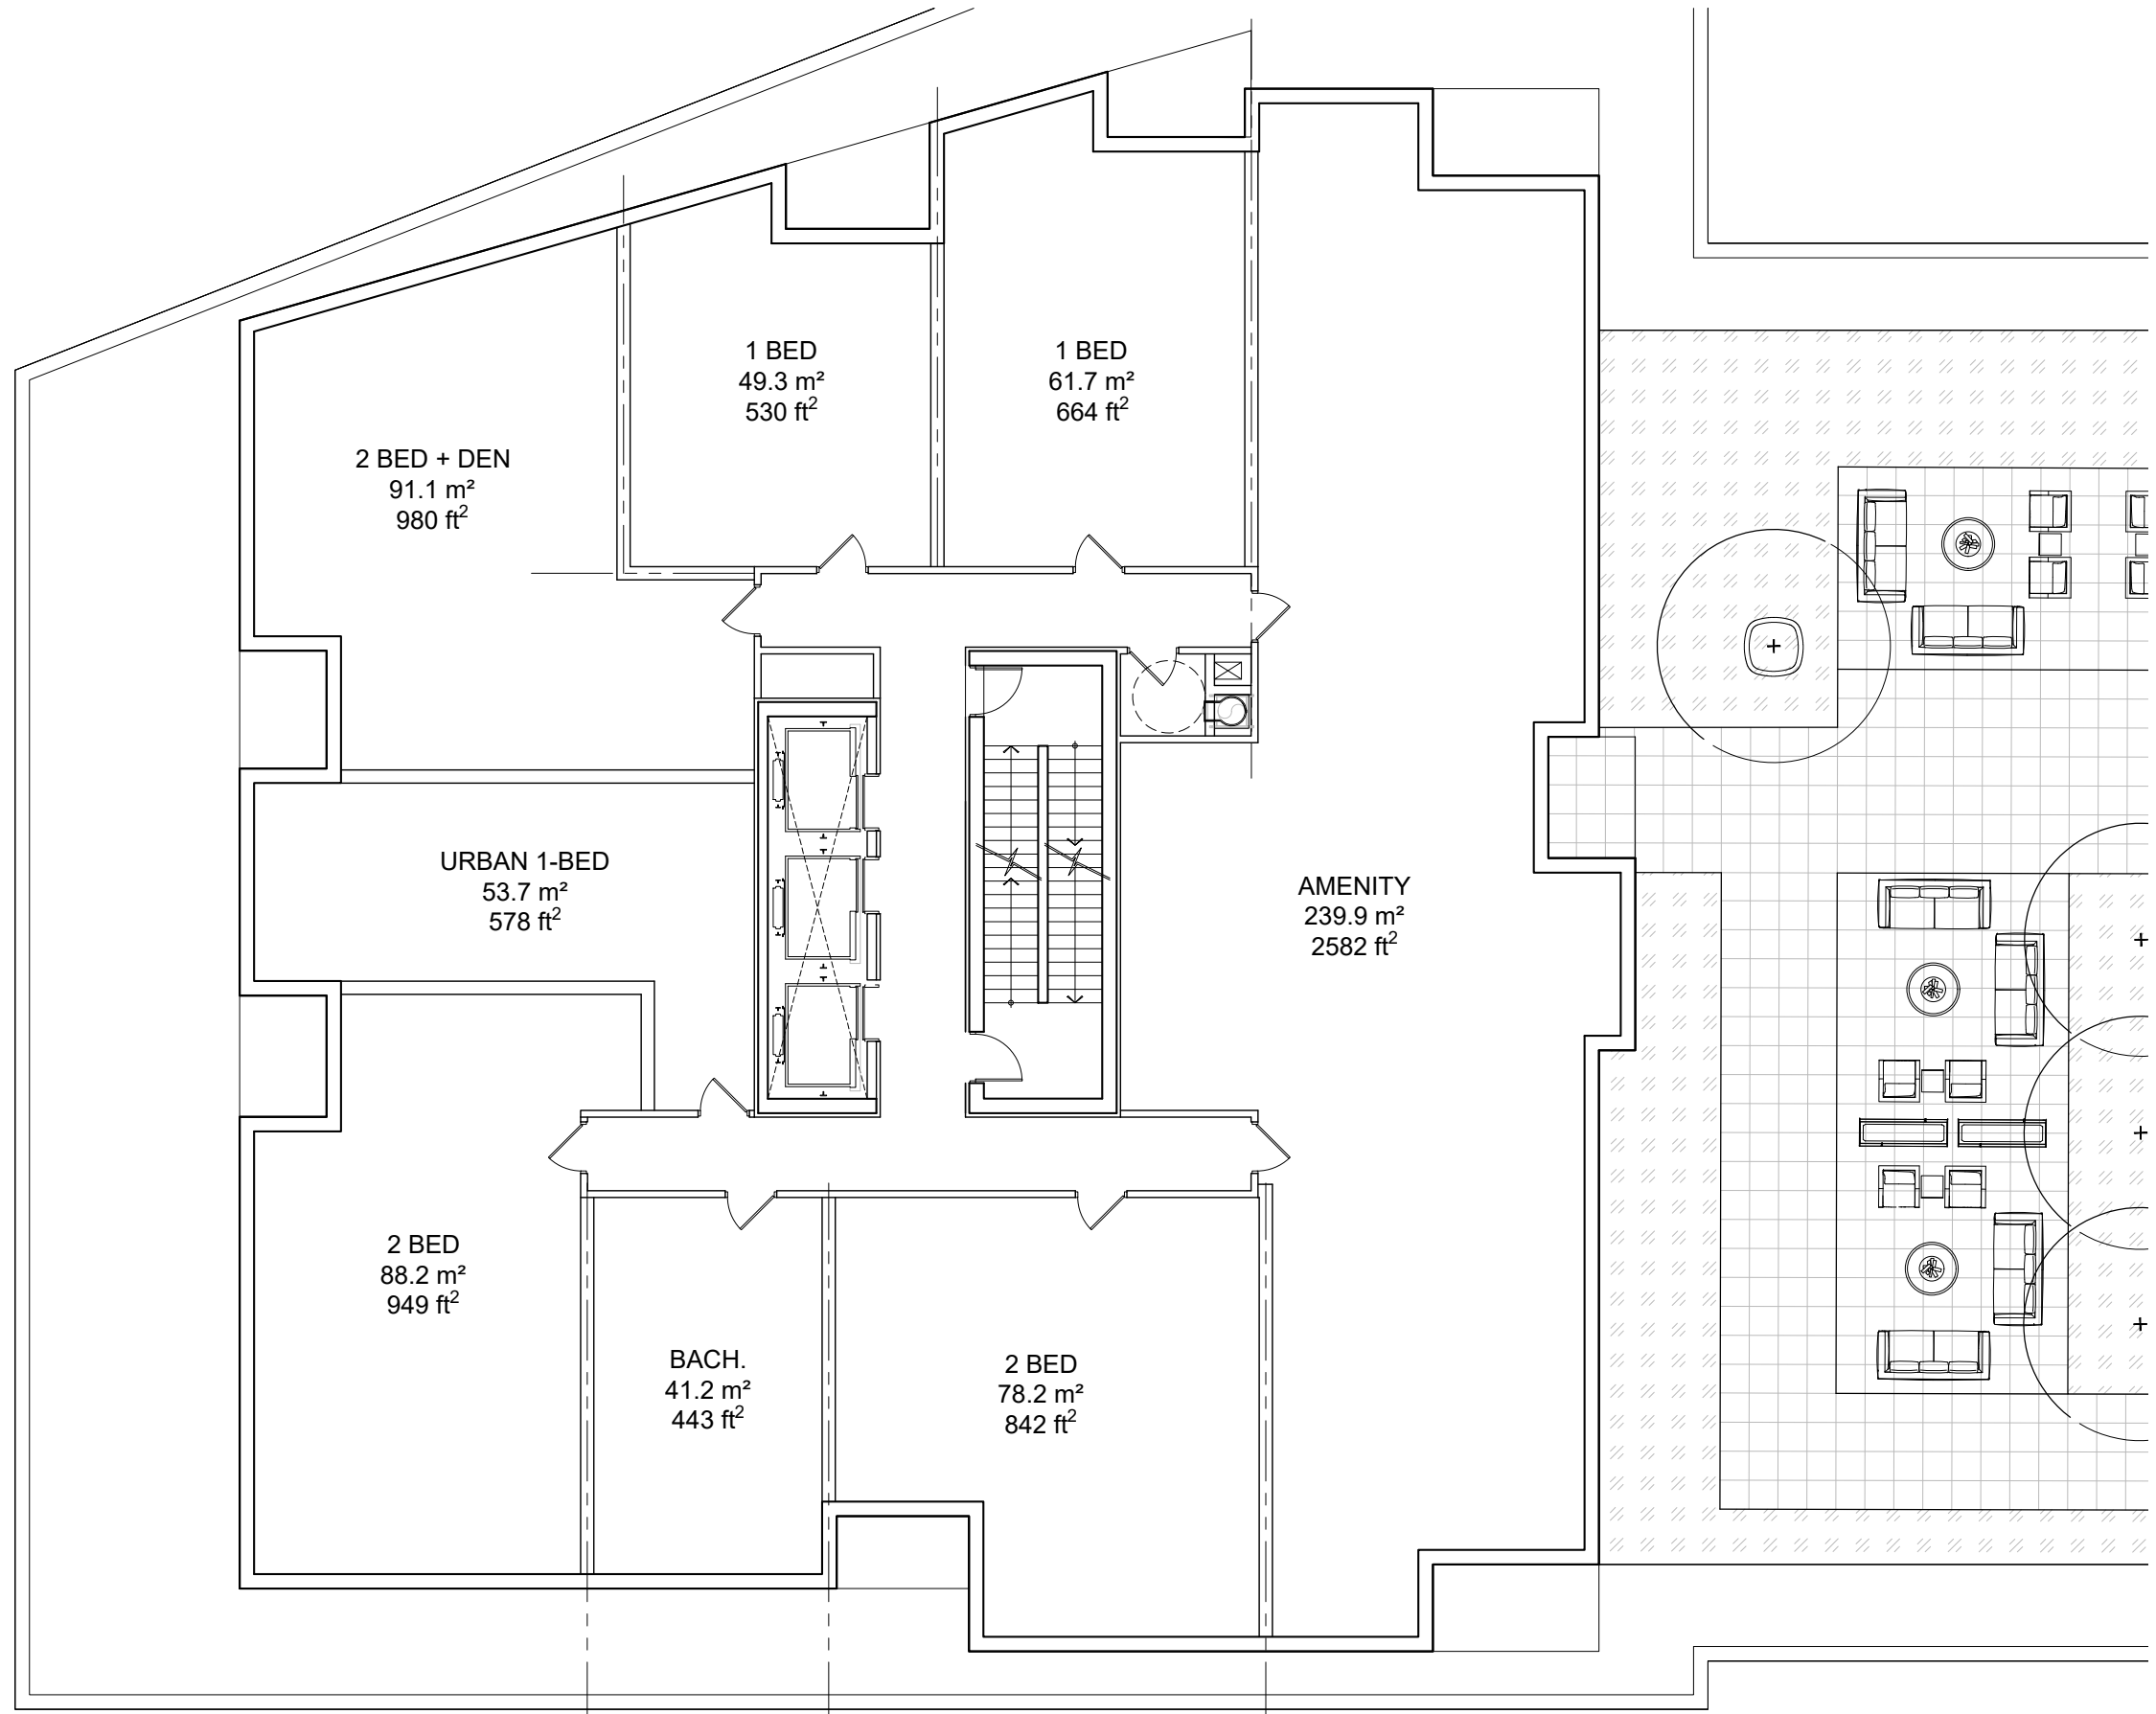 1 BED
49.3 m²
530 ft²
1 BED
61.7 m²
664 ft²
2 BED + DEN
91.1 m²
980 ft²
URBAN 1-BED
53.7 m²
578 ft²
AMENITY
239.9 m²
2582 ft²
2 BED
88.2 m²
949 ft²
BACH.
41.2 m²
443 ft²
2 BED
78.2 m²
842 ft²